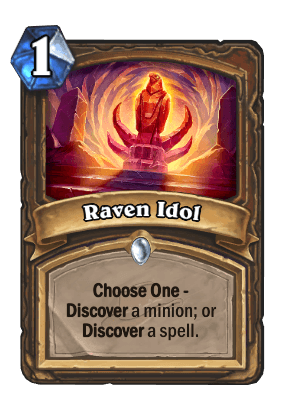 1
Raven Idol
Choose One -
Discover a minion; or
Discover a spell.